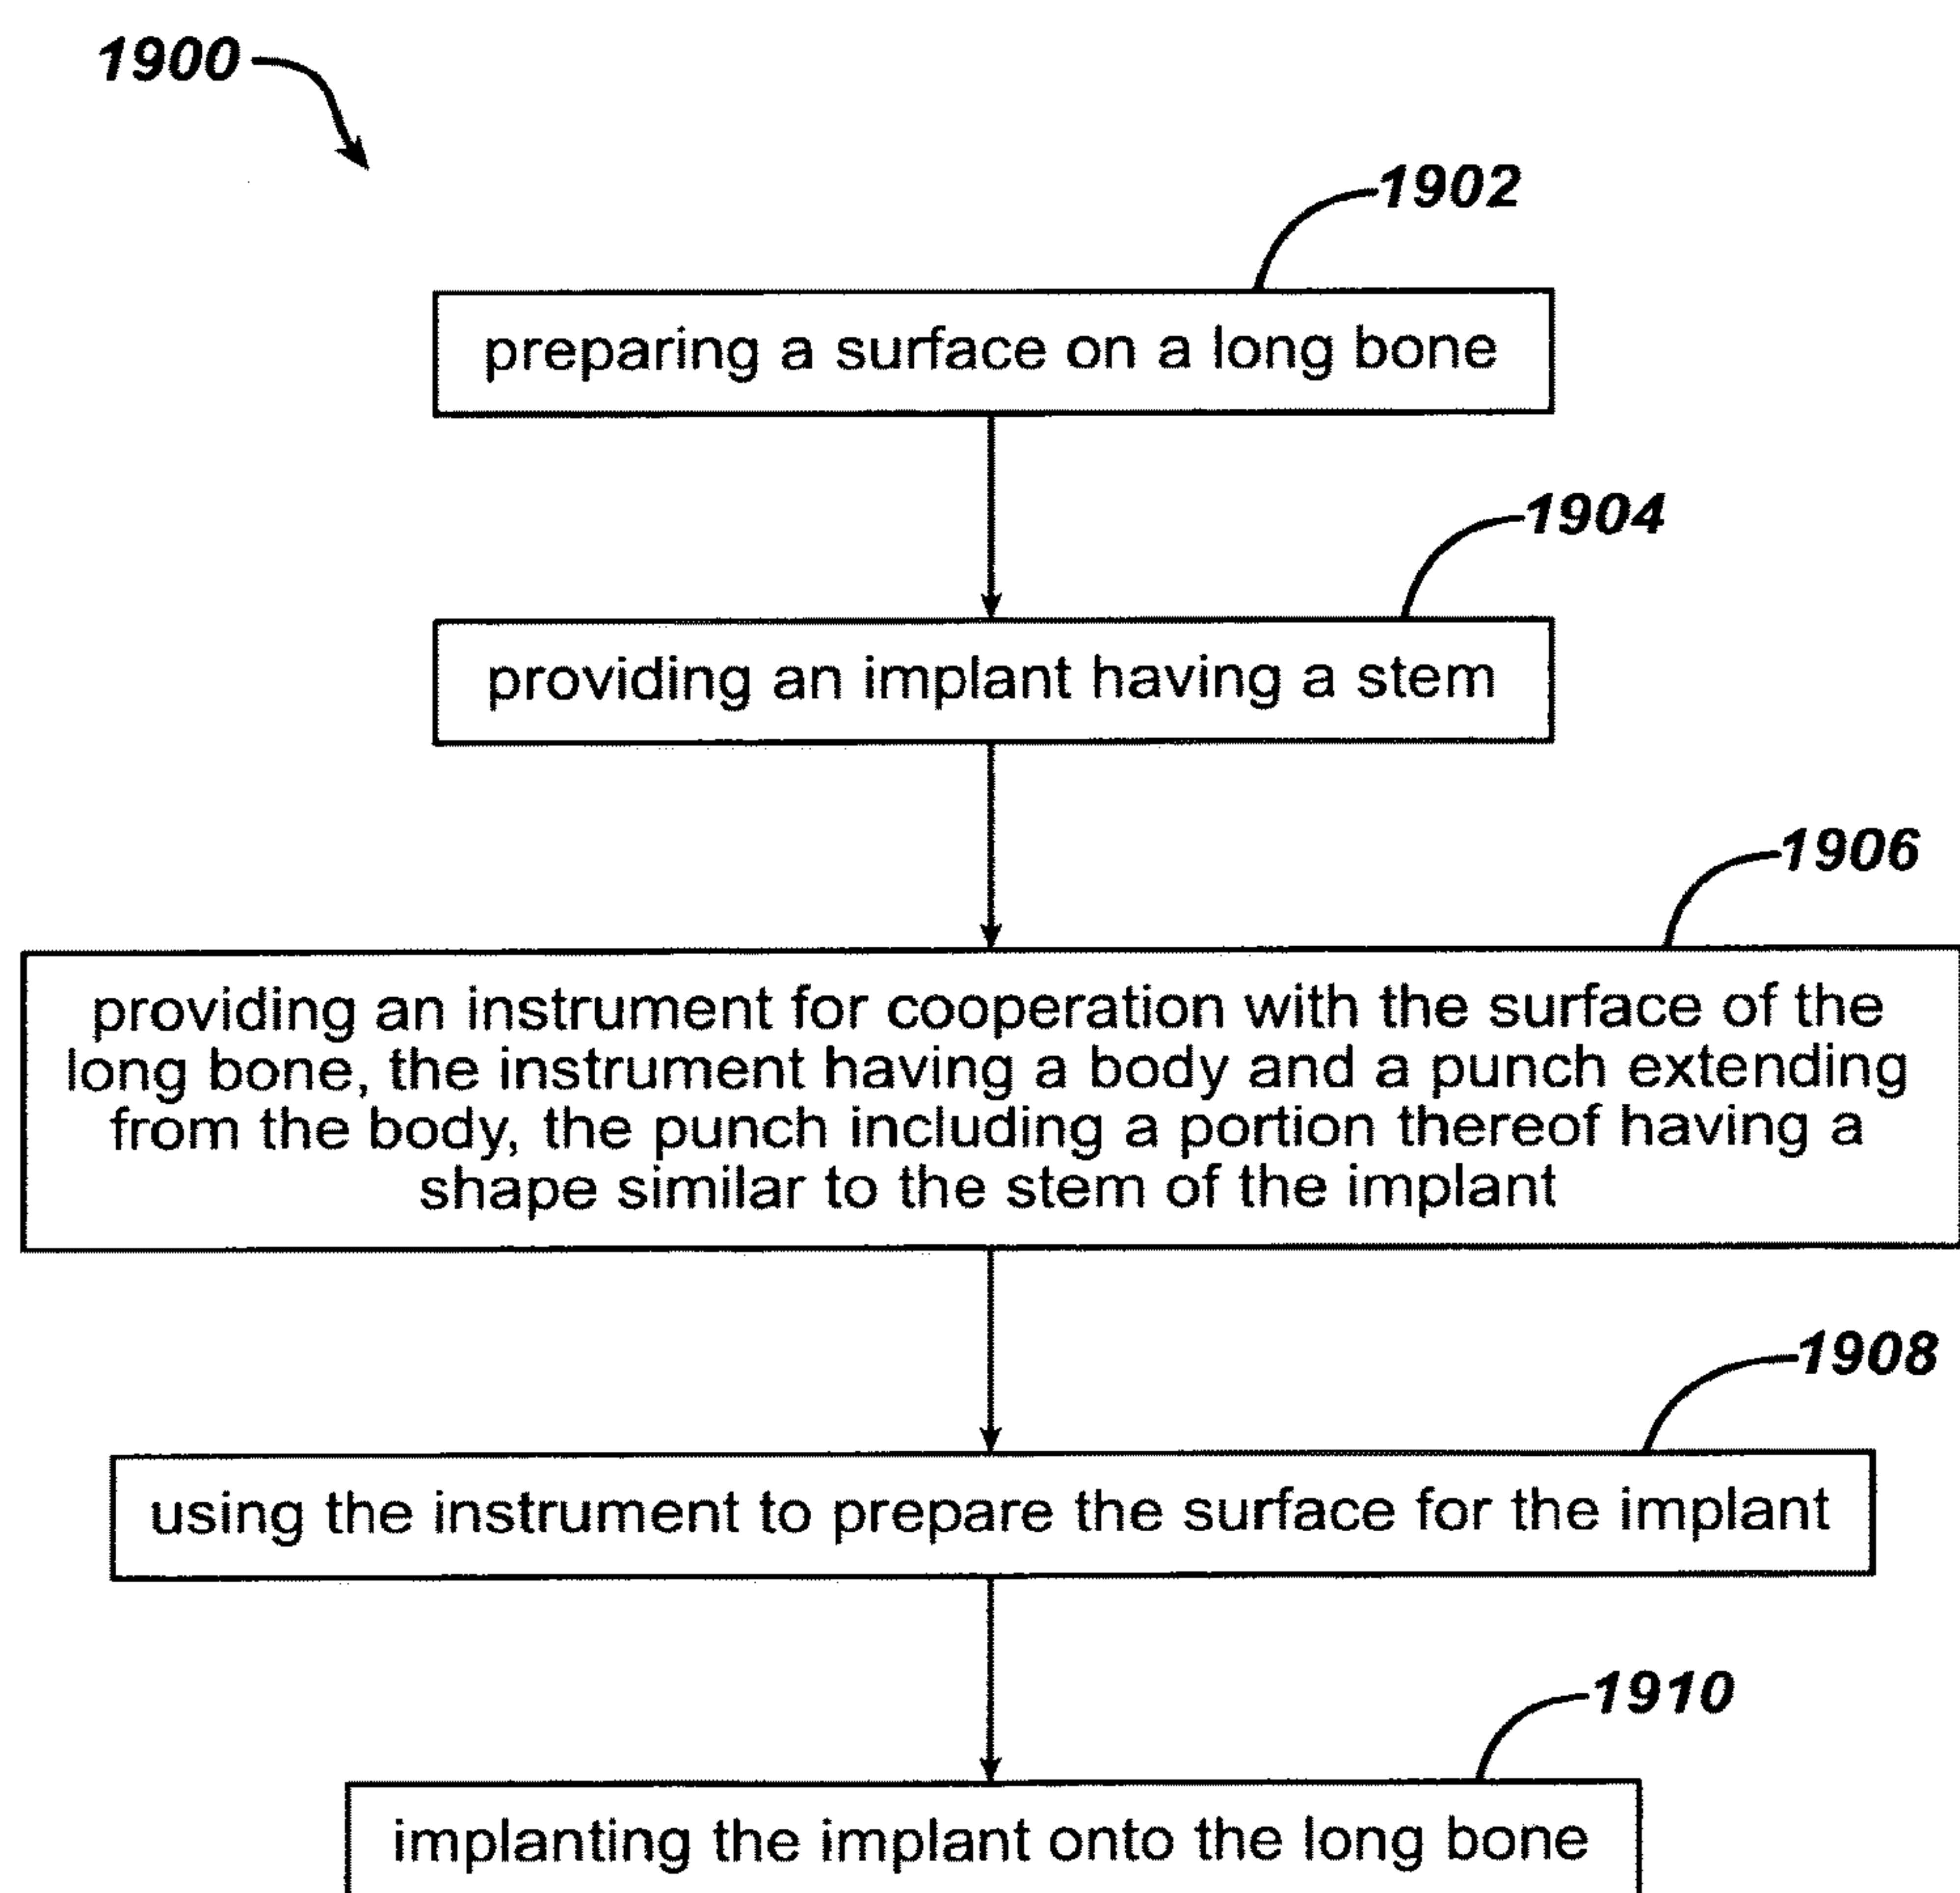 1900
1902
preparing a surface on a long bone
1904
providing an implant having a stem
1906
providing an instrument for cooperation with the surface of the
long bone, the instrument having a body and a punch extending
from the body, the punch including a portion thereof having a
shape similar to the stem of the implant
1908
using the instrument to prepare the surface for the implant
1910
implanting the implant onto the long bone